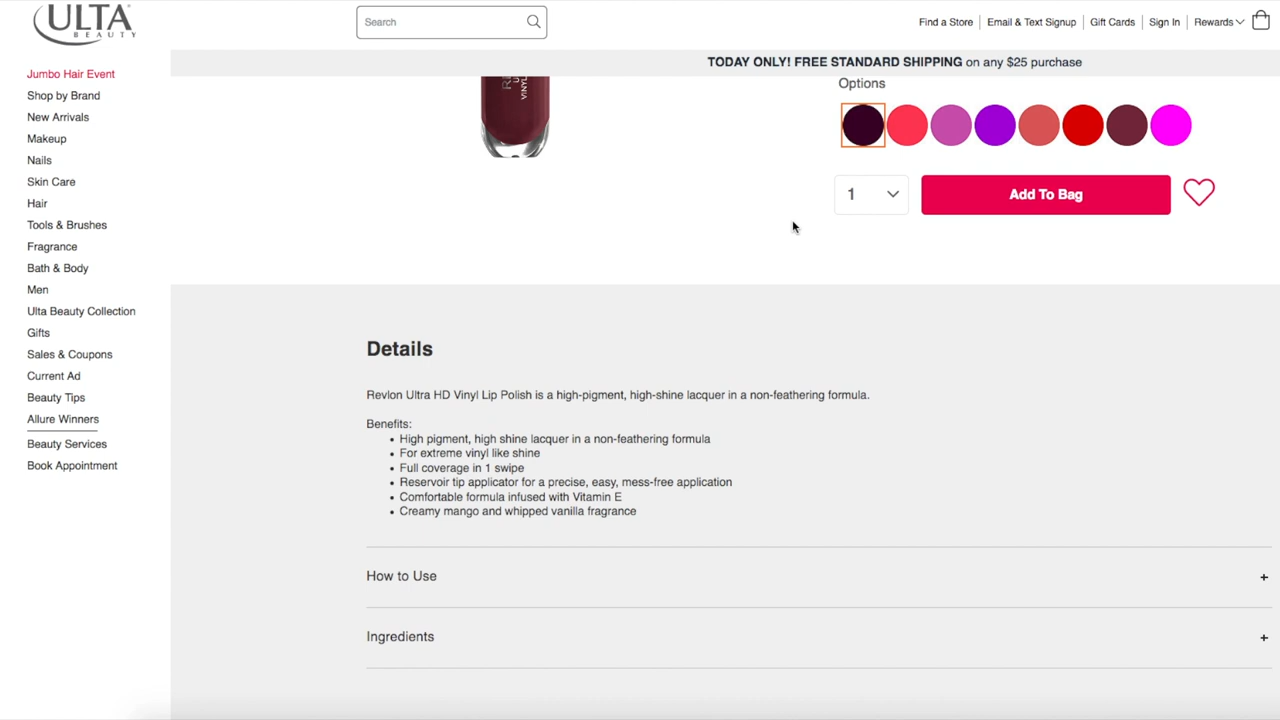 ULTA
BEAUTY
Search
Find a Store
Email & Text Signup
Gift Cards
Sign In
Rewards
TODAY ONLY! FREE STANDARD SHIPPING on any $25 purchase
Jumbo Hair Event
Shop by Brand
New Arrivals
Makeup
Nails
Skin Care
Hair
Tools & Brushes
Fragrance
Bath & Body
Men
Ulta Beauty Collection
Gifts
Sales & Coupons
Current Ad
Beauty Tips
Allure Winners
Beauty Services
Book Appointment
VINYL
Options
1
Add To Bag
Details
Revlon Ultra HD Vinyl Lip Polish is a high-pigment, high-shine lacquer in a non-feathering formula.
Benefits:
• High pigment, high shine lacquer in a non-feathering formula
• For extreme vinyl like shine
• Full coverage in 1 swipe
• Reservoir tip applicator for a precise, easy, mess-free application
• Comfortable formula infused with Vitamin E
• Creamy mango and whipped vanilla fragrance
How to Use
+
Ingredients
+